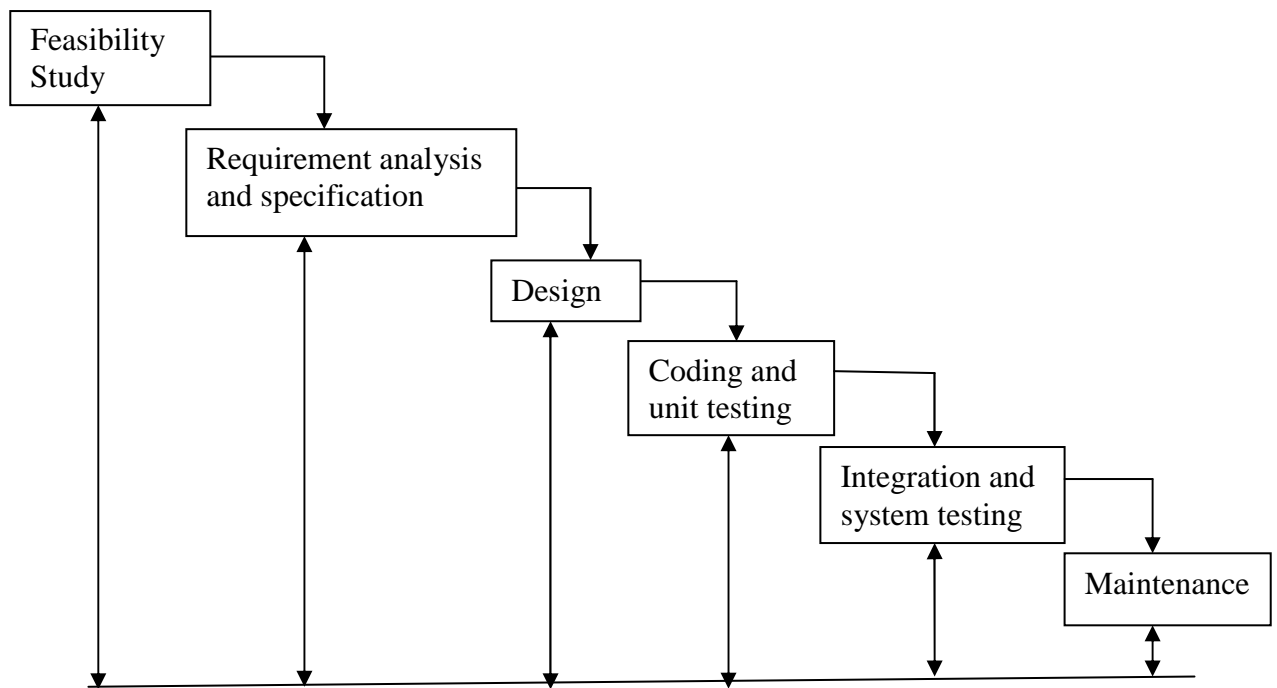 Feasibility
Study
Requirement analysis
and specification
Design
Coding and
unit testing
Integration and
system testing
Maintenance